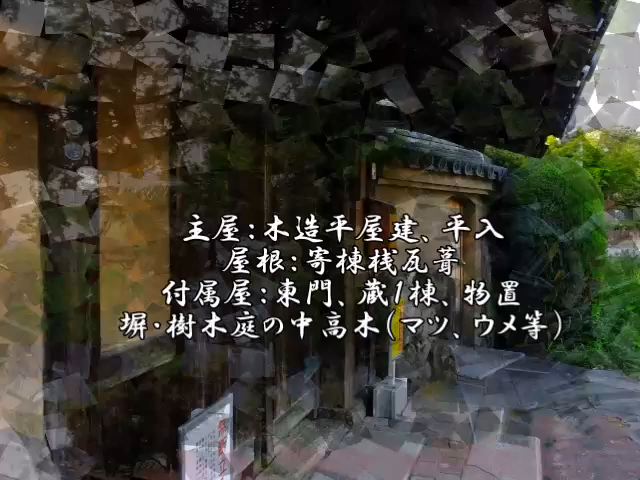 主屋：木造平屋建、平入
屋根：寄棟桟瓦葺
付属屋：東門、蔵1棟、物置
塀・樹木庭の中高木（マツ、ウメ等）